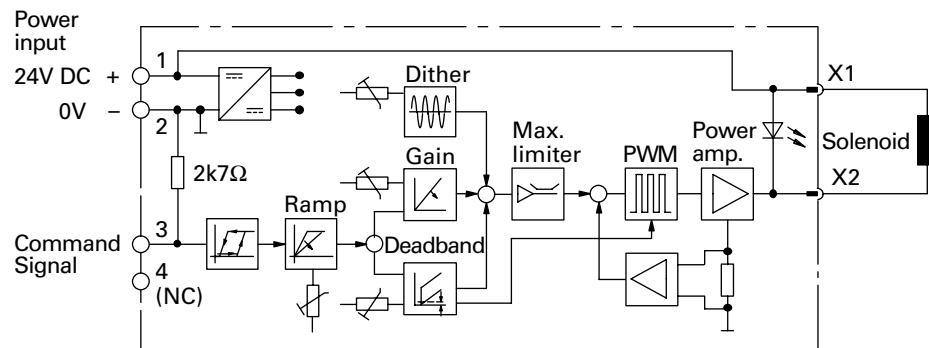 Power
input
24V DC +
0V –
1
2
2k7Ω
3
Command
Signal
4
(NC)
Ramp
Dither
Gain
Deadband
Max.
limiter
PWM
Power
amp.
X1
Solenoid
X2